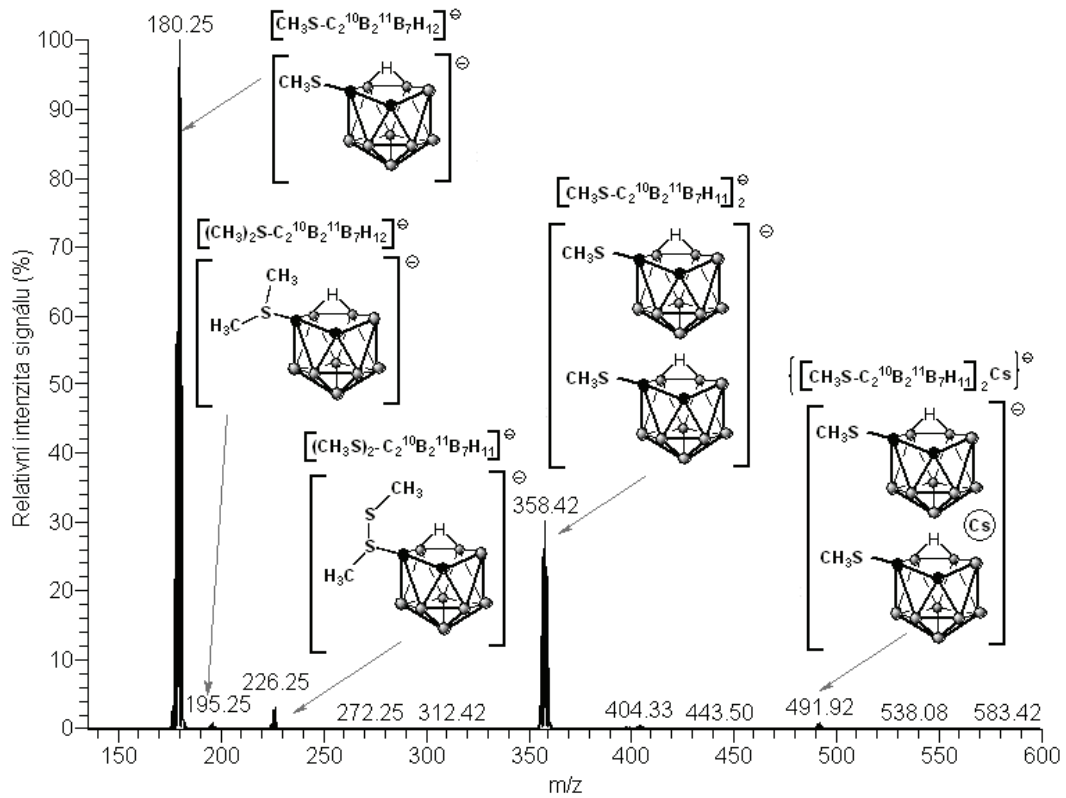 180.25
[CH₃S-C₂¹⁰B₂¹¹B₇H₁₂]⊖
H
CH₃S
⊖
[(CH₃)₂S-C₂¹⁰B₂¹¹B₇H₁₂]⊖
CH₃
H
S
H₃C
⊖
[(CH₃S)₂-C₂¹⁰B₂¹¹B₇H₁₁]⊖
CH₃
S
H
S
H₃C
⊖
[CH₃S-C₂¹⁰B₂¹¹B₇H₁₁]₂⊖
H
CH₃S
H
CH₃S
⊖
{[CH₃S-C₂¹⁰B₂¹¹B₇H₁₁]₂Cs}⊖
H
CH₃S
Cs
H
CH₃S
⊖
Relativní intenzita signálu (%)
100
90
80
70
60
50
40
30
20
10
0
195.25
226.25
272.25
312.42
358.42
404.33
443.50
491.92
538.08
583.42
150
200
250
300
350
400
450
500
550
600
m/z